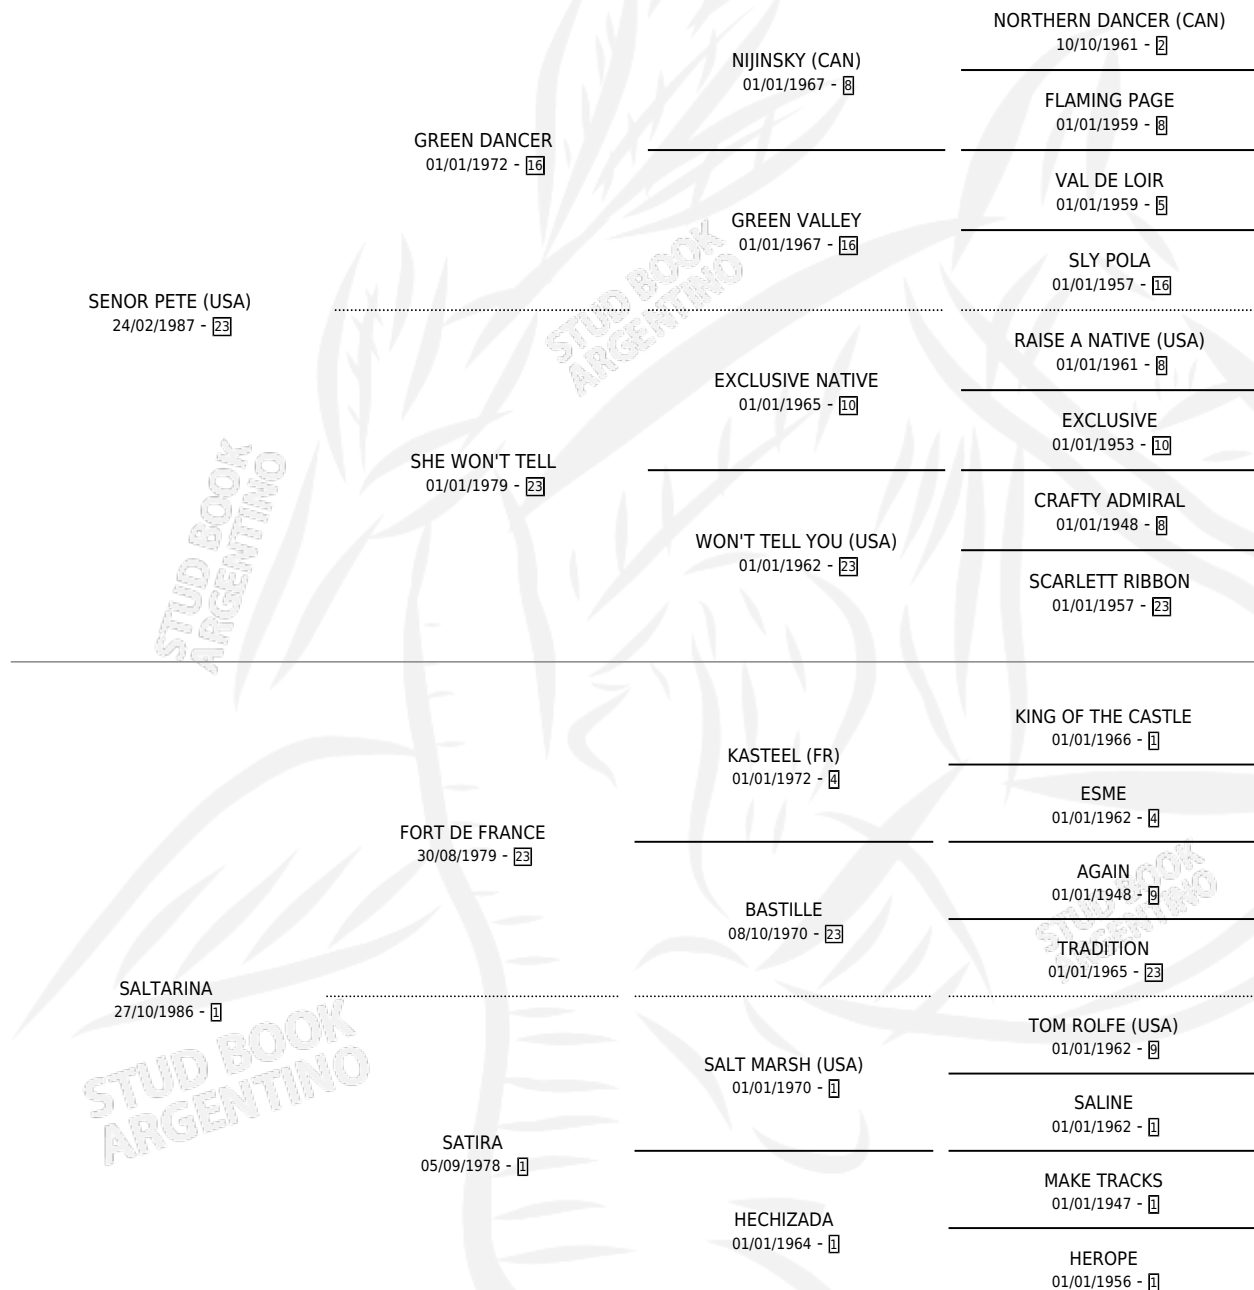 NORTHERN DANCER (CAN)
10/10/1961 - 2
NIJINSKY (CAN)
01/01/1967 - 8
FLAMING PAGE
01/01/1959 - 8
GREEN DANCER
01/01/1972 - 16
VAL DE LOIR
01/01/1959 - 5
GREEN VALLEY
01/01/1967 - 16
SLY POLA
01/01/1957 - 16
SENOR PETE (USA)
24/02/1987 - 23
RAISE A NATIVE (USA)
01/01/1961 - 8
EXCLUSIVE NATIVE
01/01/1965 - 10
EXCLUSIVE
01/01/1953 - 10
SHE WON'T TELL
01/01/1979 - 23
CRAFTY ADMIRAL
01/01/1948 - 8
WON'T TELL YOU (USA)
01/01/1962 - 23
SCARLETT RIBBON
01/01/1957 - 23
KING OF THE CASTLE
01/01/1966 - 1
KASTEEL (FR)
01/01/1972 - 4
ESME
01/01/1962 - 4
FORT DE FRANCE
30/08/1979 - 23
AGAIN
01/01/1948 - 9
BASTILLE
08/10/1970 - 23
TRADITION
01/01/1965 - 23
SALTARINA
27/10/1986 - 1
TOM ROLFE (USA)
01/01/1962 - 9
SALT MARSH (USA)
01/01/1970 - 1
SALINE
01/01/1962 - 1
SATIRA
05/09/1978 - 1
MAKE TRACKS
01/01/1947 - 1
HECHIZADA
01/01/1964 - 1
HEROPE
01/01/1956 - 1
STUD BOOK
ARGENTINO
STUD BOOK
ARGENTINO
STUD BOOK
ARGENTINO
STUD BOOK
ARGENTINO